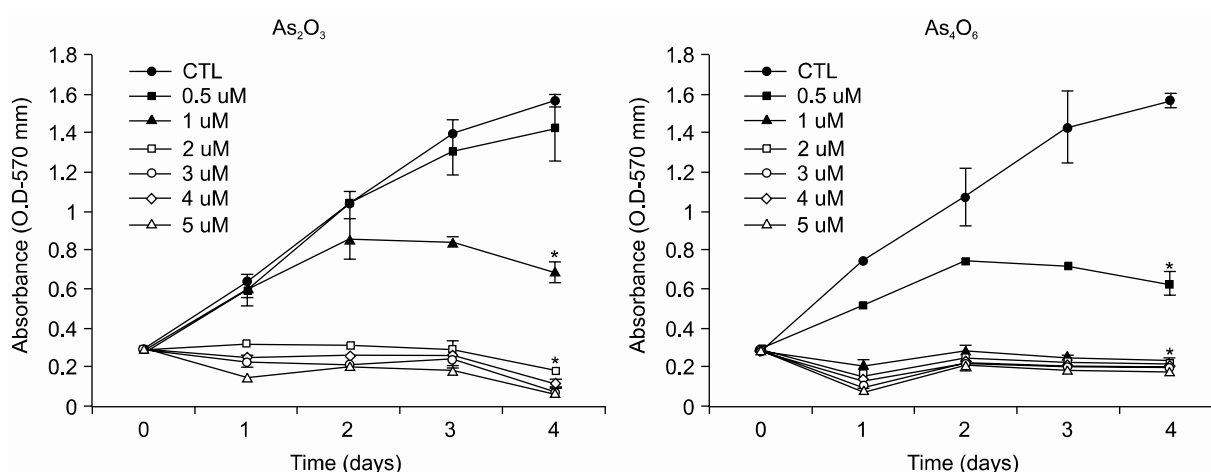 As₂O₃
Absorbance (O.D-570 mm)
1.8
1.6
1.4
1.2
1
0.8
0.6
0.4
0.2
0
CTL
0.5 uM
1 uM
2 uM
3 uM
4 uM
5 uM
*
*
0 1 2 3 4
Time (days)
As₄O₆
Absorbance (O.D-570 mm)
1.8
1.6
1.4
1.2
1
0.8
0.6
0.4
0.2
0
CTL
0.5 uM
1 uM
2 uM
3 uM
4 uM
5 uM
*
*
0 1 2 3 4
Time (days)